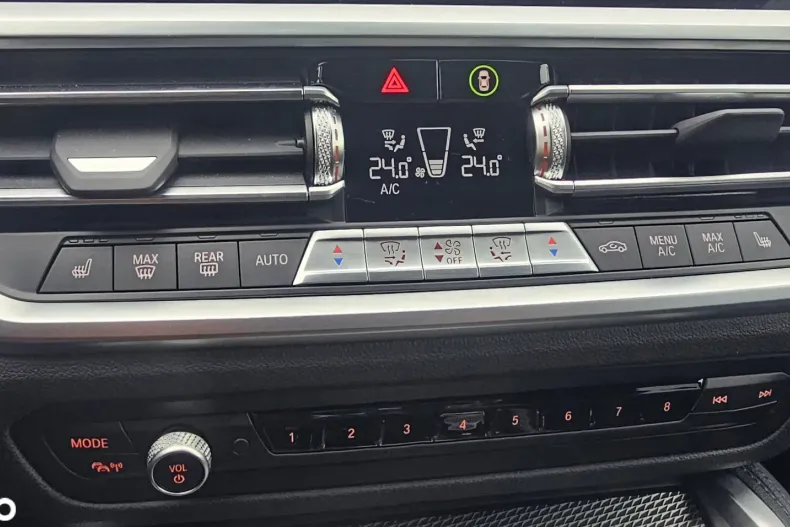 24.0° 24.0°
A/C
MAX REAR AUTO OFF MENU A/C MAX A/C
MODE VOL 1 2 3 4 5 6 7 8